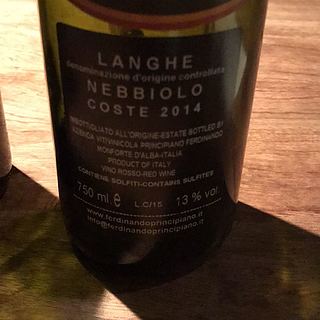 LANGHE
denominazione d'origine controllata
NEBBIOLO
COSTE 2014
IMBOTTIGLIATO ALL'ORIGINE-ESTATE BOTTLED BY
AZIENDA VITIVINICOLA PRINCIPIANO FERDINANDO
MONFORTE D'ALBA-ITALIA
PRODUCT OF ITALY
VINO ROSSO-RED WINE
CONTIENE SOLFITI-CONTAINS SULFITES
750 ml ℮ L.C/15 13 % vol
www.ferdinandoprincipiano.it
info@ferdinandoprincipiano.it